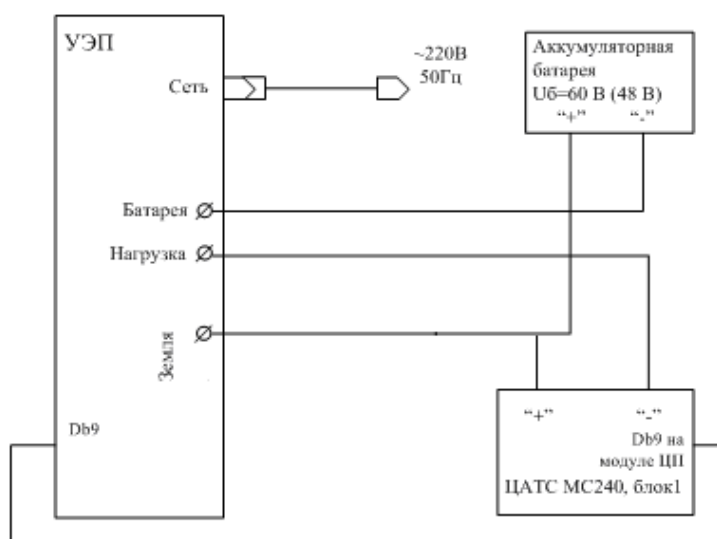 УЭП
Сеть
~220В
50Гц
Аккумуляторная
батарея
Uб=60 В (48 В)
“+” “-”
Батарея
Нагрузка
Земля
Db9
“+” “-”
Db9 на
модуле ЦП
ЦАТС МС240, блок1